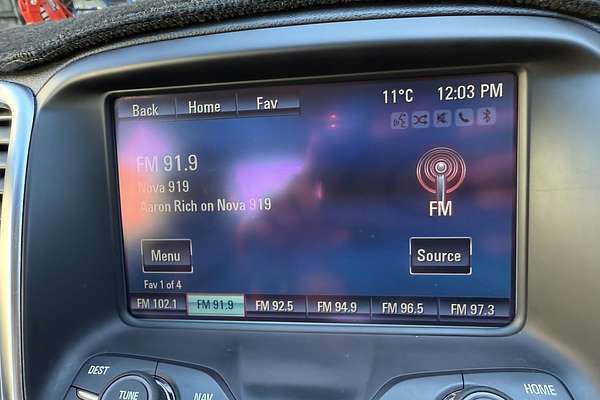 Back Home Fav 11°C 12:03 PM
FM 91.9
Nova 919
Aaron Rich on Nova 919
FM
Menu
Source
Fav 1 of 4
FM 102.1 FM 91.9 FM 92.5 FM 94.9 FM 96.5 FM 97.3
DEST TUNE NAV HOME